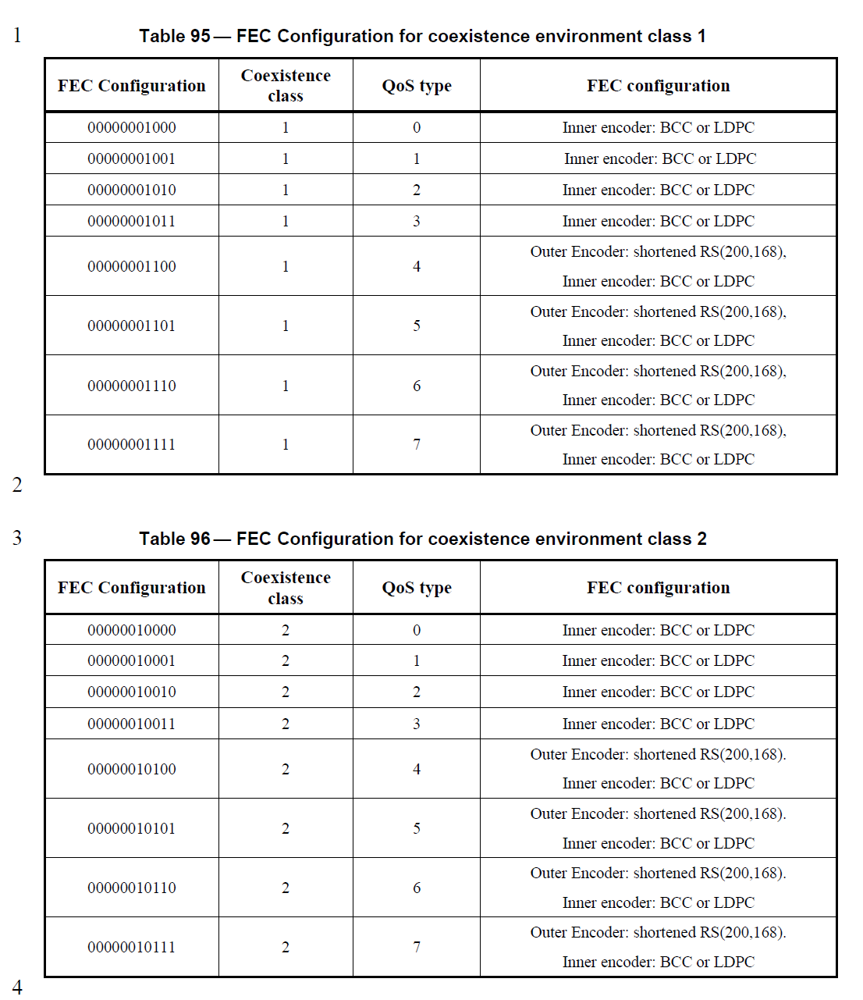 1 Table 95 — FEC Configuration for coexistence environment class 1
FEC Configuration Coexistence class QoS type FEC configuration
00000001000 1 0 Inner encoder: BCC or LDPC
00000001001 1 1 Inner encoder: BCC or LDPC
00000001010 1 2 Inner encoder: BCC or LDPC
00000001011 1 3 Inner encoder: BCC or LDPC
00000001100 1 4 Outer Encoder: shortened RS(200,168),
Inner encoder: BCC or LDPC
00000001101 1 5 Outer Encoder: shortened RS(200,168),
Inner encoder: BCC or LDPC
00000001110 1 6 Outer Encoder: shortened RS(200,168),
Inner encoder: BCC or LDPC
00000001111 1 7 Outer Encoder: shortened RS(200,168),
Inner encoder: BCC or LDPC
2
3 Table 96 — FEC Configuration for coexistence environment class 2
FEC Configuration Coexistence class QoS type FEC configuration
00000010000 2 0 Inner encoder: BCC or LDPC
00000010001 2 1 Inner encoder: BCC or LDPC
00000010010 2 2 Inner encoder: BCC or LDPC
00000010011 2 3 Inner encoder: BCC or LDPC
00000010100 2 4 Outer Encoder: shortened RS(200,168).
Inner encoder: BCC or LDPC
00000010101 2 5 Outer Encoder: shortened RS(200,168).
Inner encoder: BCC or LDPC
00000010110 2 6 Outer Encoder: shortened RS(200,168).
Inner encoder: BCC or LDPC
00000010111 2 7 Outer Encoder: shortened RS(200,168).
Inner encoder: BCC or LDPC
4